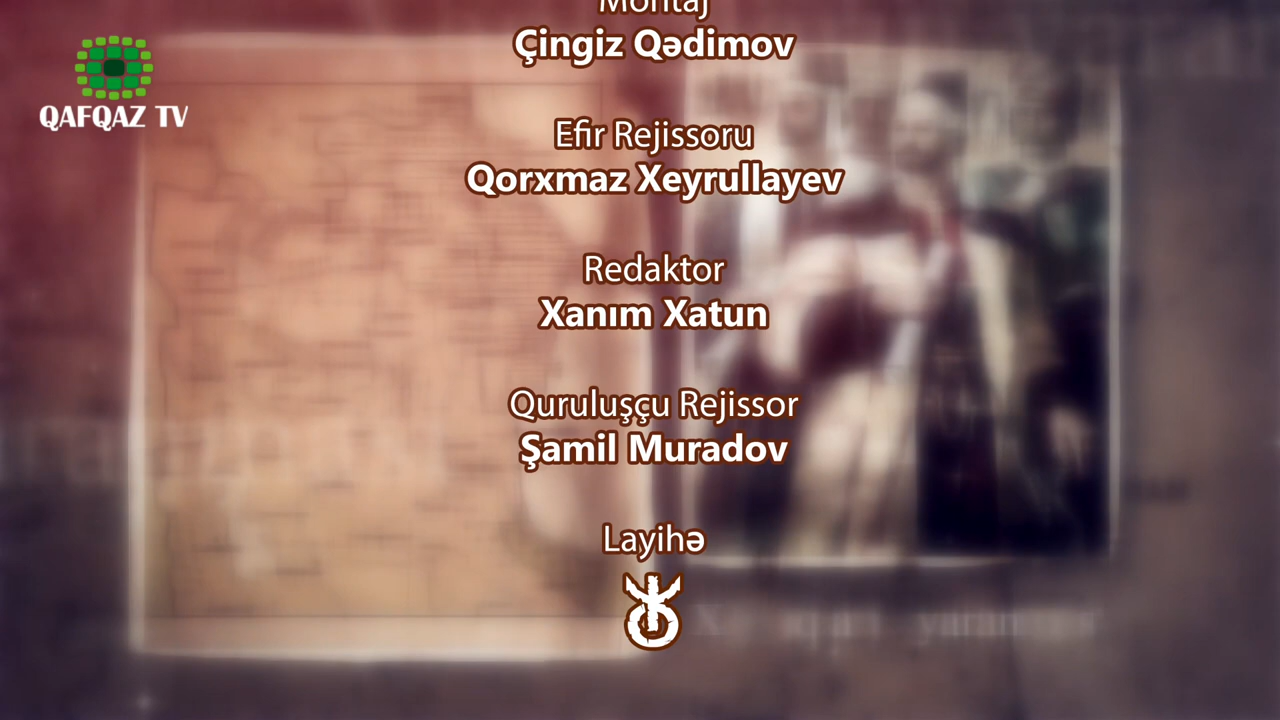 QAFQAZ TV
Montaj
Çingiz Qədimov
Efir Rejissoru
Qorxmaz Xeyrullayev
Redaktor
Xanım Xatun
Quruluşçu Rejissor
Şamil Muradov
Layihə